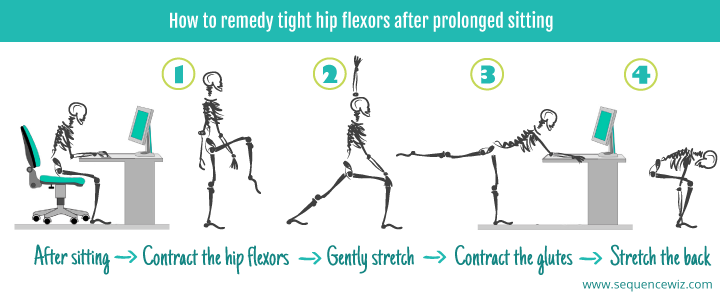 How to remedy tight hip flexors after prolonged sitting
1 2 3 4
After sitting → Contract the hip flexors → Gently stretch → Contract the glutes → Stretch the back
www.sequencewiz.com